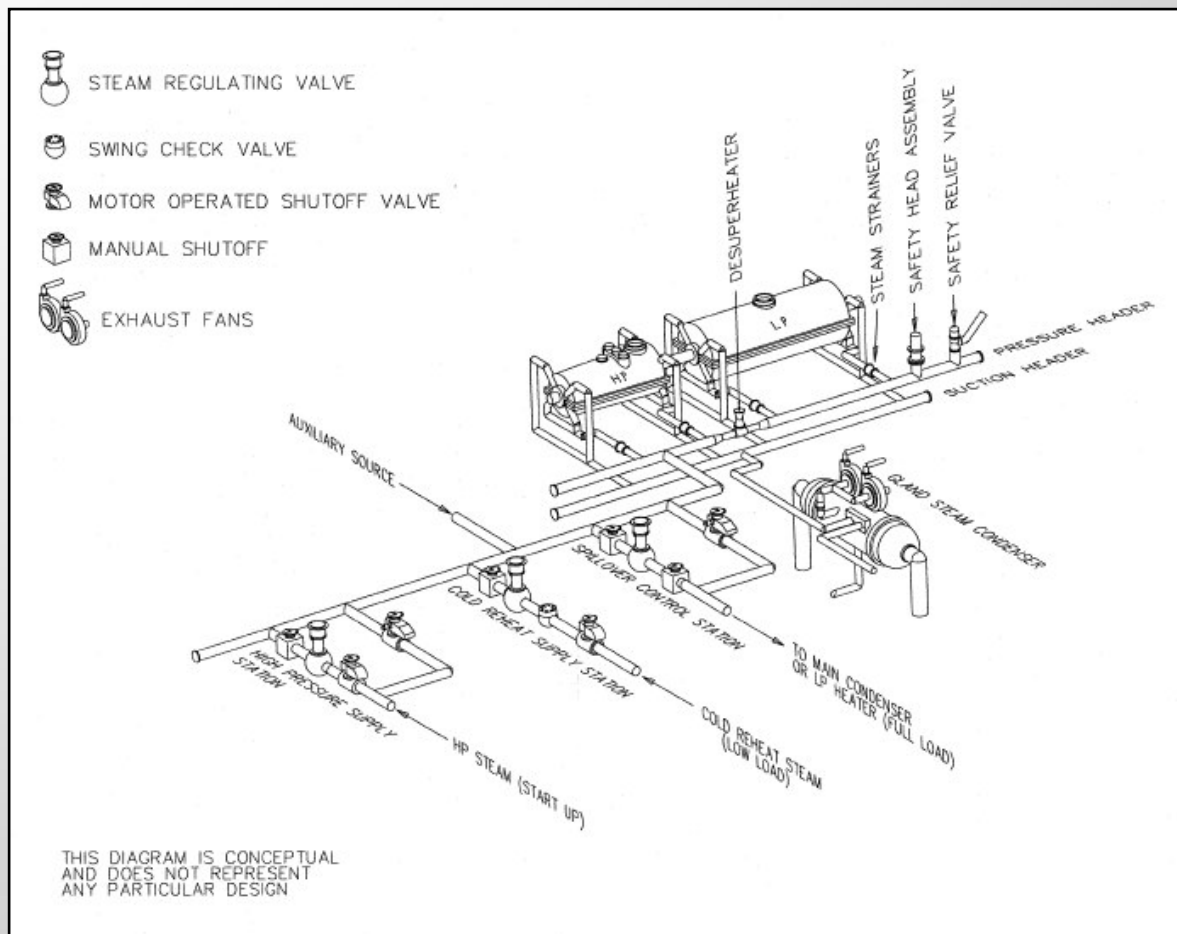 STEAM REGULATING VALVE
SWING CHECK VALVE
MOTOR OPERATED SHUTOFF VALVE
MANUAL SHUTOFF
EXHAUST FANS
DESUPERHEATER
STEAM STRAINERS
SAFETY HEAD ASSEMBLY
SAFETY RELIEF VALVE
PRESSURE HEADER
SUCTION HEADER
LP
HP
AUXILIARY SOURCE
GLAND STEAM CONDENSER
SPILLOVER CONTROL STATION
COLD REHEAT SUPPLY STATION
HIGH PRESSURE SUPPLY
STATION
TO MAIN CONDENSER
OR LP HEATER (FULL LOAD)
COLD REHEAT STEAM
(LOW LOAD)
HP STEAM (START UP)
THIS DIAGRAM IS CONCEPTUAL
AND DOES NOT REPRESENT
ANY PARTICULAR DESIGN